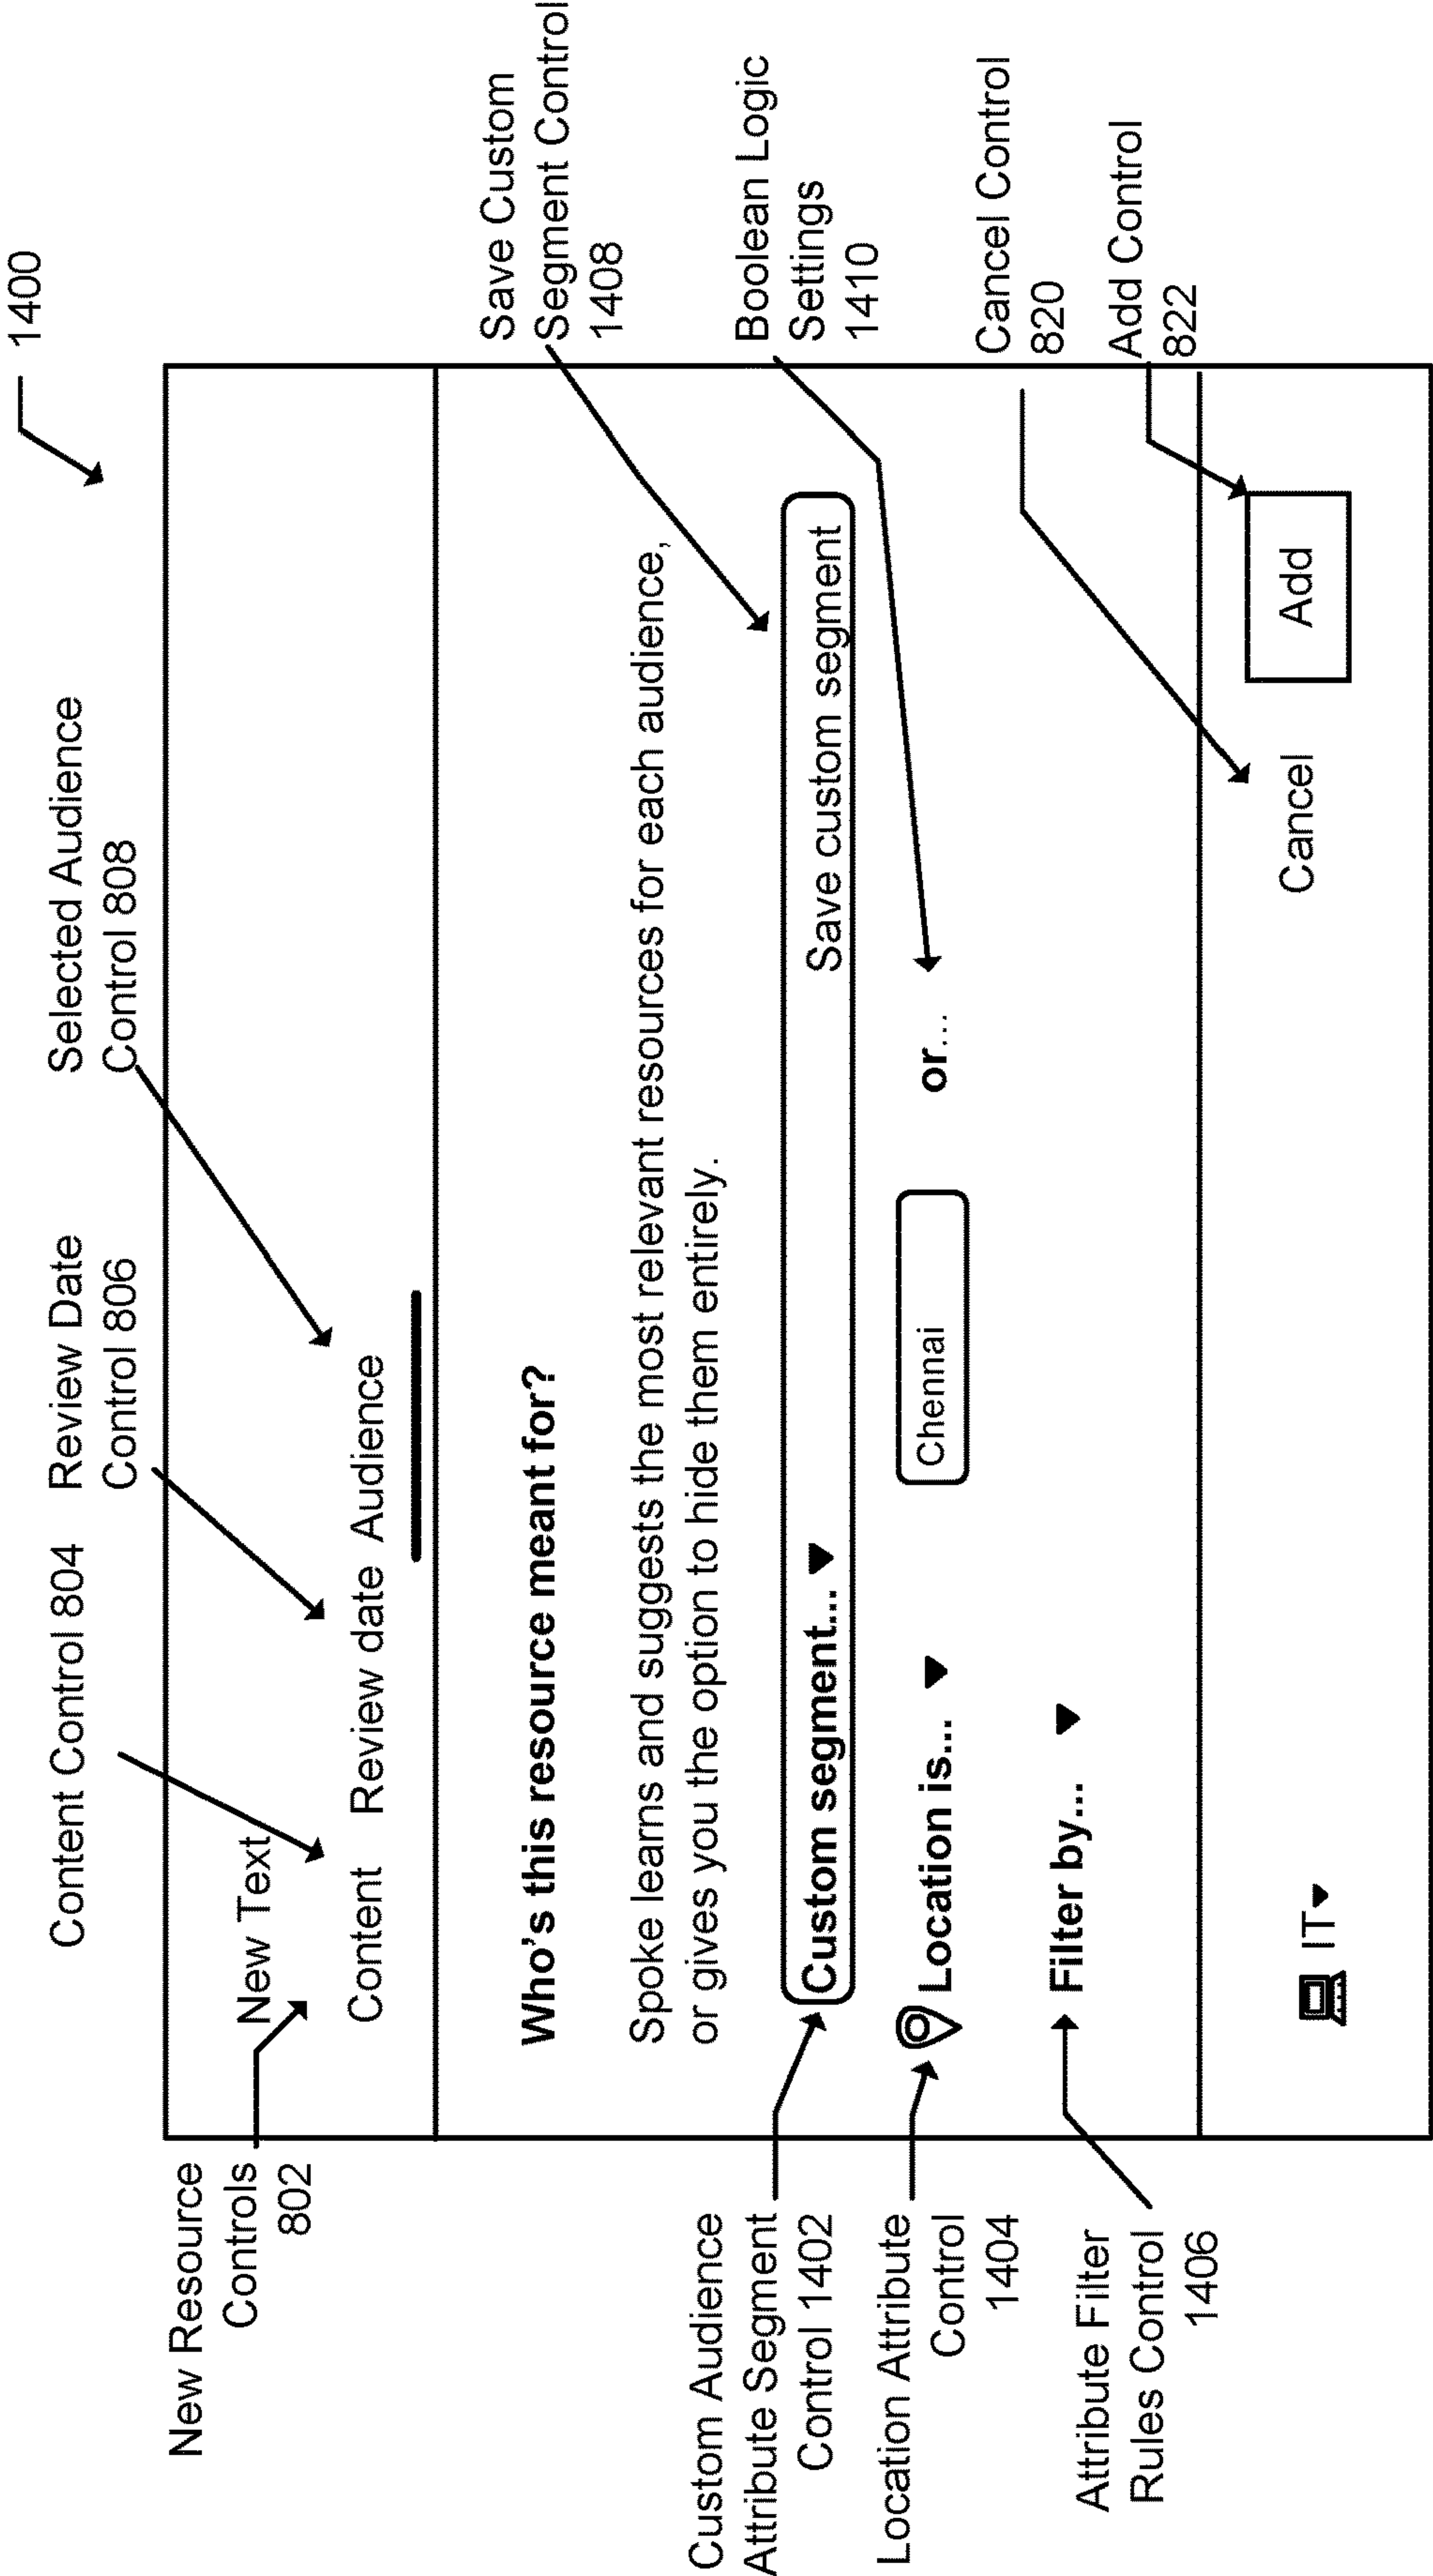 1400
Content Control 804
Review Date
Control 806
Selected Audience
Control 808
New Resource
Controls
802
New Text
Content Review date Audience
Save Custom
Segment Control
1408
Who's this resource meant for?
Spoke learns and suggests the most relevant resources for each audience,
or gives you the option to hide them entirely.
Custom Audience
Attribute Segment
Control 1402
Custom segment... Save custom segment
Boolean Logic
Settings
1410
Location Attribute
Control
1404
Location is... Chennai or...
Attribute Filter
Rules Control
1406
Filter by...
Cancel Control
820
Add Control
822
IT Cancel Add